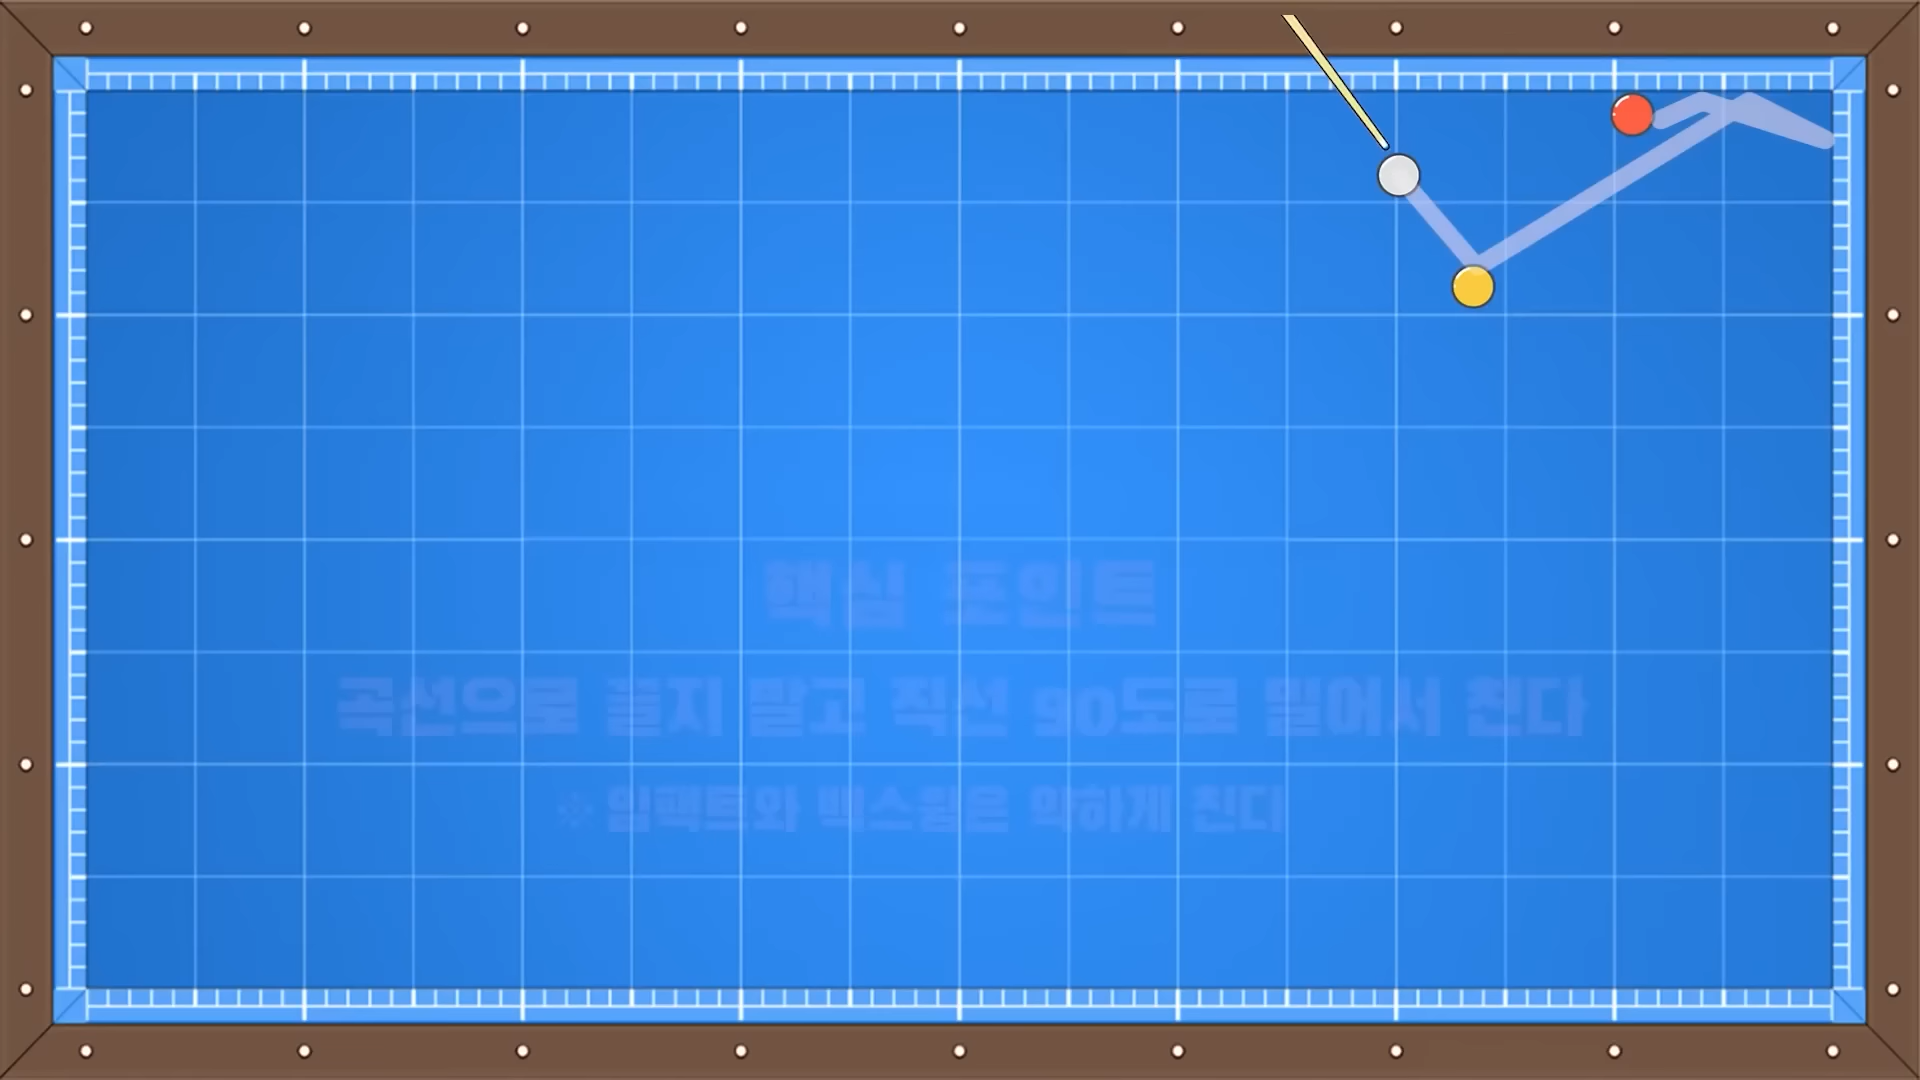 핵심 포인트
곡선으로 끌지 말고 직선 90도로 밀어서 친다
※임팩트와 백스윙은 약하게 친다